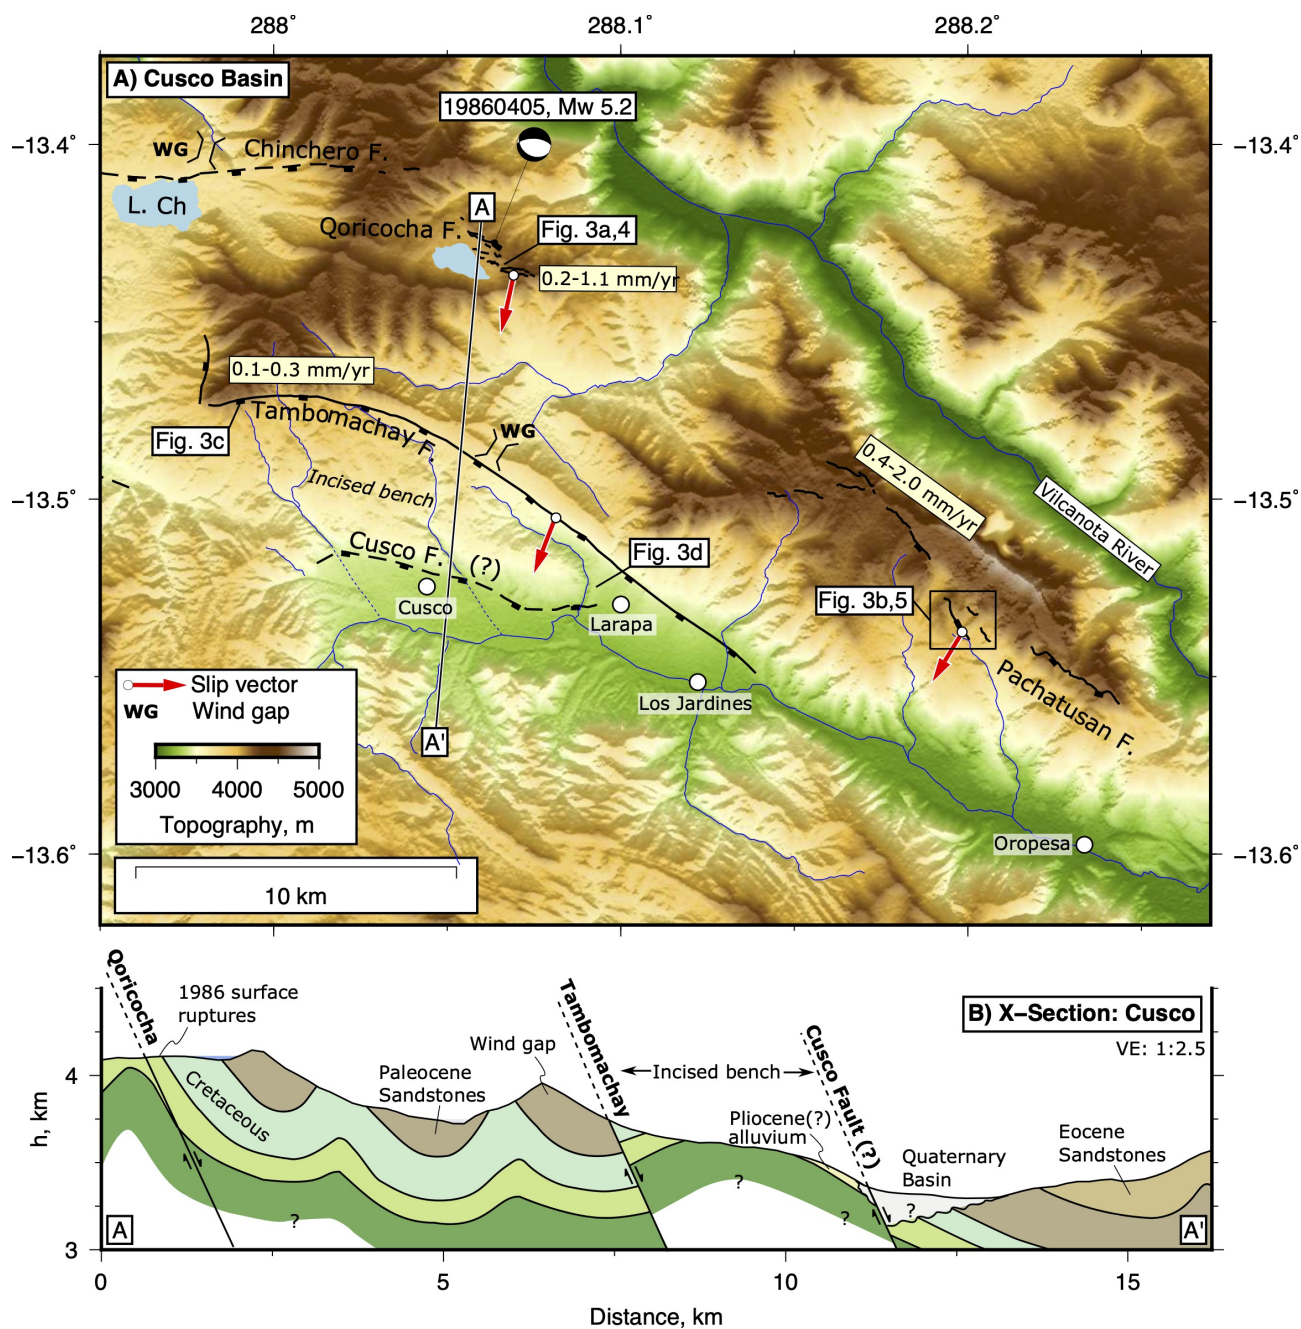 288°
288.1°
288.2°
A) Cusco Basin
19860405, Mw 5.2
−13.4°
−13.4°
WG
Chinchero F.
L. Ch
A
Qoricocha F.
Fig. 3a,4
0.2-1.1 mm/yr
0.1-0.3 mm/yr
Tambomachay F.
Fig. 3c
WG
Incised bench
0.4-2.0 mm/yr
Vilcanota River
−13.5°
−13.5°
Cusco F. (?)
Fig. 3d
Cusco
Larapa
Fig. 3b,5
Pachatusan F.
Los Jardines
Slip vector
WG Wind gap
A'
3000 4000 5000
Topography, m
Oropesa
−13.6°
−13.6°
10 km
Qoricocha
1986 surface
ruptures
Tambomachay
B) X−Section: Cusco
VE: 1:2.5
Wind gap
Cusco Fault (?)
Incised bench
4
Paleocene
Sandstones
Cretaceous
Pliocene(?)
alluvium
Eocene
Sandstones
Quaternary
Basin
h, km
?
?
?
?
A
A'
3
0
5
10
15
Distance, km